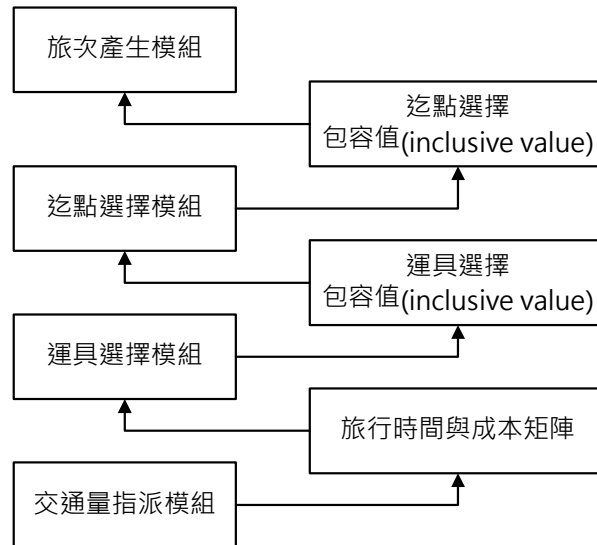 旅次產生模組
迄點選擇
包容值(inclusive value)
迄點選擇模組
運具選擇
包容值(inclusive value)
運具選擇模組
旅行時間與成本矩陣
交通量指派模組